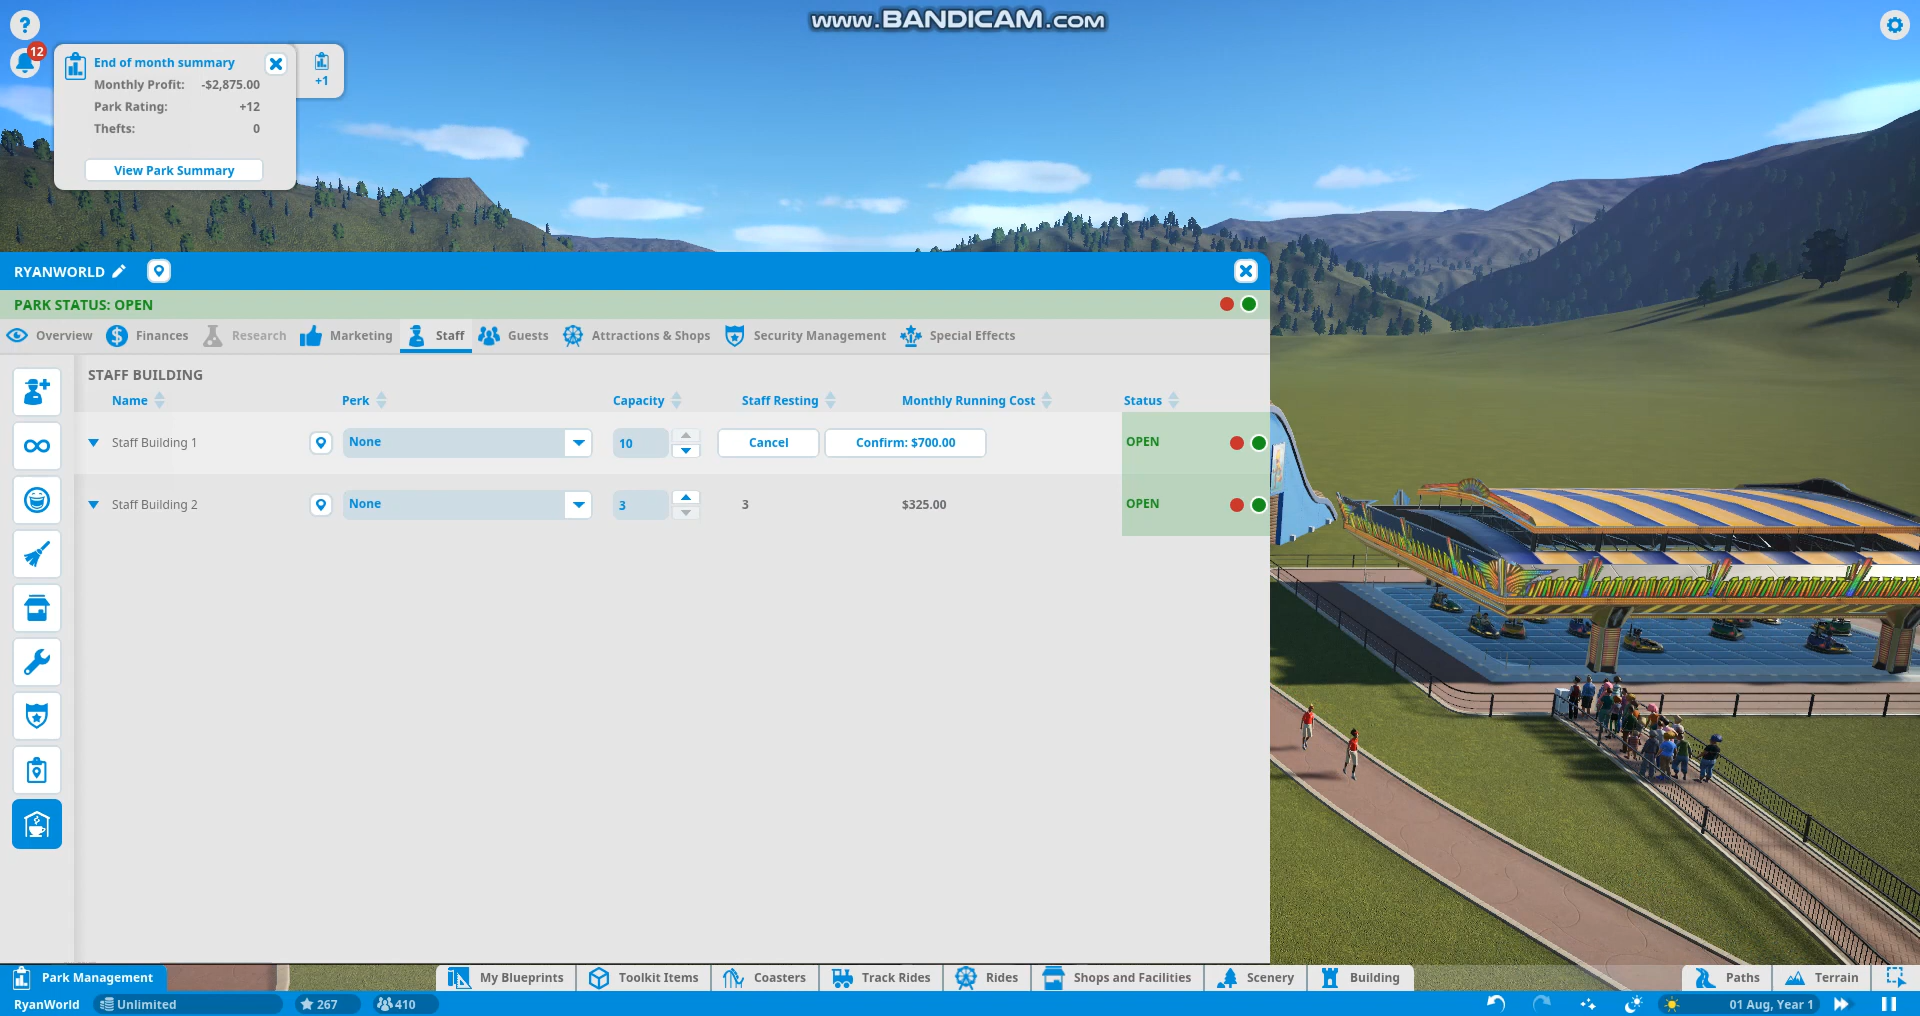 www.BANDICAM.com
?
12
End of month summary
Monthly Profit: -$2,875.00
Park Rating: +12
Thefts: 0
View Park Summary
+1
RYANWORLD
PARK STATUS: OPEN
Overview
Finances
Research
Marketing
Staff
Guests
Attractions & Shops
Security Management
Special Effects
STAFF BUILDING
Name Perk Capacity Staff Resting Monthly Running Cost Status
Staff Building 1 None 10 Cancel Confirm: $700.00 OPEN
Staff Building 2 None 3 3 $325.00 OPEN
Park Management
My Blueprints
Toolkit Items
Coasters
Track Rides
Rides
Shops and Facilities
Scenery
Building
Paths
Terrain
RyanWorld Unlimited 267 410 01 Aug, Year 1